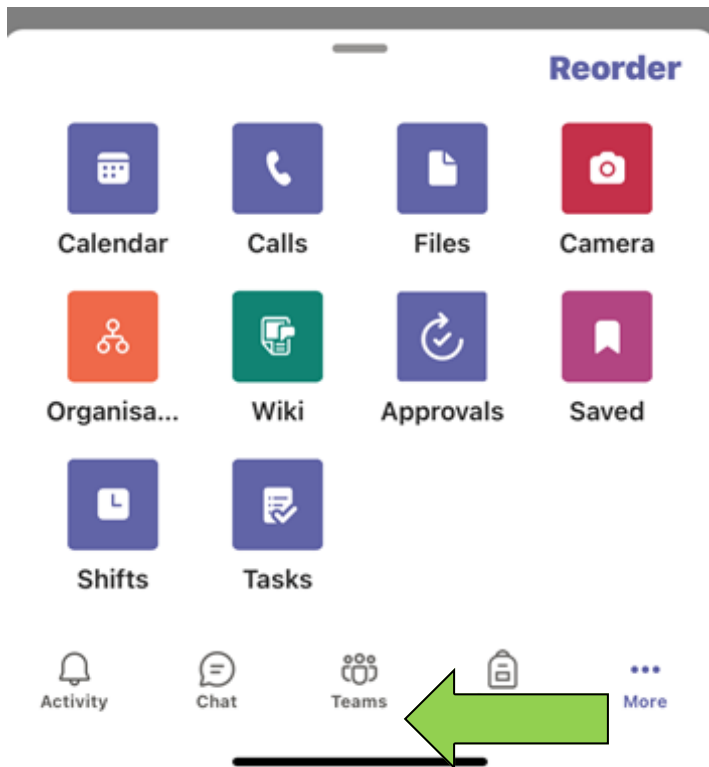 Reorder
Calendar Calls Files Camera
Organisa... Wiki Approvals Saved
Shifts Tasks
Activity Chat Teams More